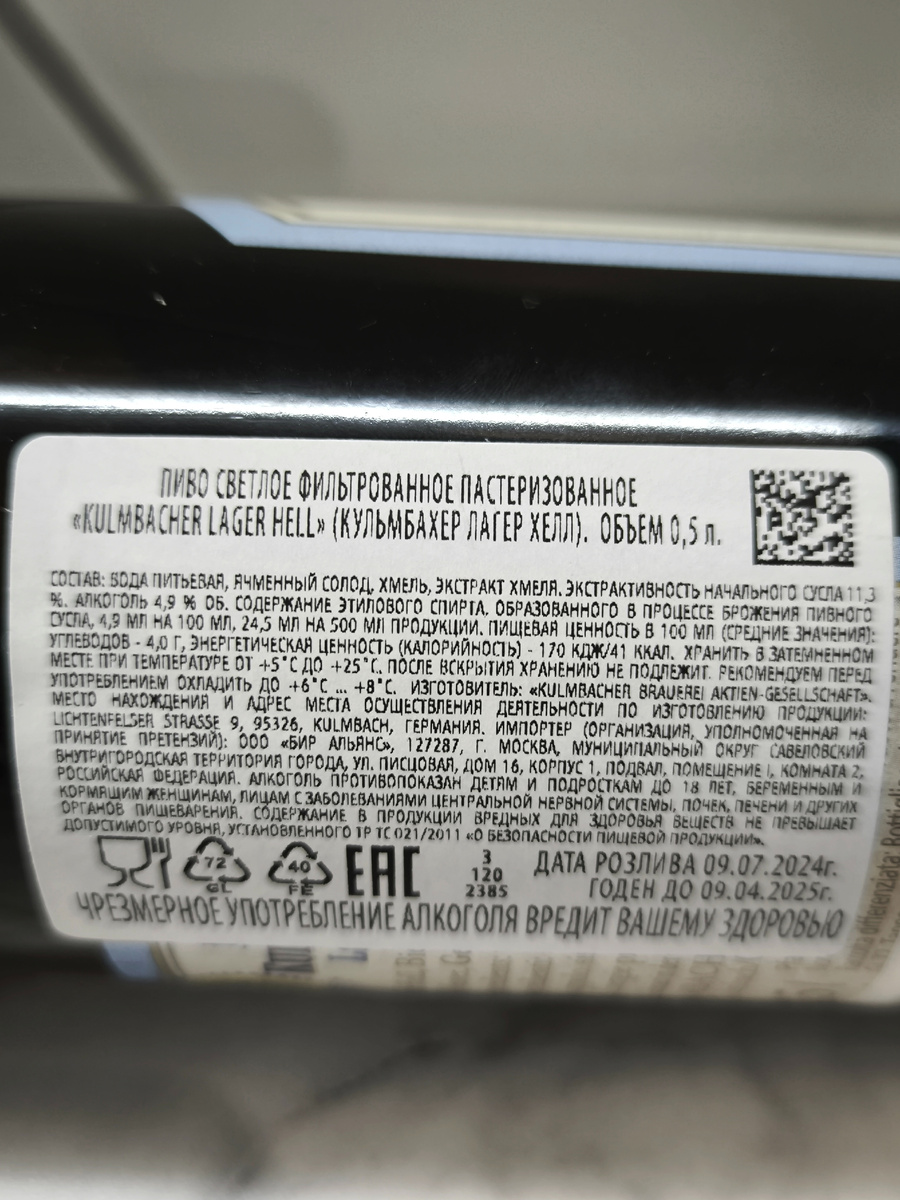 ПИВО СВЕТЛОЕ ФИЛЬТРОВАННОЕ ПАСТЕРИЗОВАННОЕ
«KULMBACHER LAGER HELL» (КУЛЬМБАХЕР ЛАГЕР ХЕЛЛ). ОБЪЕМ 0,5 л.
СОСТАВ: ВОДА ПИТЬЕВАЯ, ЯЧМЕННЫЙ СОЛОД, ХМЕЛЬ, ЭКСТРАКТ ХМЕЛЯ. ЭКСТРАКТИВНОСТЬ НАЧАЛЬНОГО СУСЛА 11,3
%. АЛКОГОЛЬ 4,9 % ОБ. СОДЕРЖАНИЕ ЭТИЛОВОГО СПИРТА, ОБРАЗОВАННОГО В ПРОЦЕССЕ БРОЖЕНИЯ ПИВНОГО
СУСЛА, 4,9 МЛ НА 100 МЛ, 24,5 МЛ НА 500 МЛ ПРОДУКЦИИ. ПИЩЕВАЯ ЦЕННОСТЬ В 100 МЛ (СРЕДНИЕ ЗНАЧЕНИЯ):
УГЛЕВОДОВ - 4,0 Г, ЭНЕРГЕТИЧЕСКАЯ ЦЕННОСТЬ (КАЛОРИЙНОСТЬ) - 170 КДЖ/41 ККАЛ. ХРАНИТЬ В ЗАТЕМНЕННОМ
МЕСТЕ ПРИ ТЕМПЕРАТУРЕ ОТ +5°С ДО +25°С. ПОСЛЕ ВСКРЫТИЯ ХРАНЕНИЮ НЕ ПОДЛЕЖИТ. РЕКОМЕНДУЕМ ПЕРЕД
УПОТРЕБЛЕНИЕМ ОХЛАДИТЬ ДО +6°С ... +8°С. ИЗГОТОВИТЕЛЬ: «KULMBACHER BRAUEREI AKTIEN-GESELLSCHAFT».
МЕСТО НАХОЖДЕНИЯ И АДРЕС МЕСТА ОСУЩЕСТВЛЕНИЯ ДЕЯТЕЛЬНОСТИ ПО ИЗГОТОВЛЕНИЮ ПРОДУКЦИИ:
LICHTENFELSER STRASSE 9, 95326, KULMBACH, ГЕРМАНИЯ. ИМПОРТЕР (ОРГАНИЗАЦИЯ, УПОЛНОМОЧЕННАЯ НА
ПРИНЯТИЕ ПРЕТЕНЗИЙ): ООО «БИР АЛЬЯНС», 127287, Г. МОСКВА, МУНИЦИПАЛЬНЫЙ ОКРУГ САВЕЛОВСКИЙ
ВНУТРИГОРОДСКАЯ ТЕРРИТОРИЯ ГОРОДА, УЛ. ПИСЦОВАЯ, ДОМ 16, КОРПУС 1, ПОДВАЛ, ПОМЕЩЕНИЕ I, КОМНАТА 2,
РОССИЙСКАЯ ФЕДЕРАЦИЯ. АЛКОГОЛЬ ПРОТИВОПОКАЗАН ДЕТЯМ И ПОДРОСТКАМ ДО 18 ЛЕТ, БЕРЕМЕННЫМ И
КОРМЯЩИМ ЖЕНЩИНАМ, ЛИЦАМ С ЗАБОЛЕВАНИЯМИ ЦЕНТРАЛЬНОЙ НЕРВНОЙ СИСТЕМЫ, ПОЧЕК, ПЕЧЕНИ И ДРУГИХ
ОРГАНОВ ПИЩЕВАРЕНИЯ. СОДЕРЖАНИЕ В ПРОДУКЦИИ ВРЕДНЫХ ДЛЯ ЗДОРОВЬЯ ВЕЩЕСТВ НЕ ПРЕВЫШАЕТ
ДОПУСТИМОГО УРОВНЯ, УСТАНОВЛЕННОГО ТР ТС 021/2011 «О БЕЗОПАСНОСТИ ПИЩЕВОЙ ПРОДУКЦИИ».
72
GL
40
FE
EAC
3
120
2385
ДАТА РОЗЛИВА 09.07.2024г.
ГОДЕН ДО 09.04.2025г.
ЧРЕЗМЕРНОЕ УПОТРЕБЛЕНИЕ АЛКОГОЛЯ ВРЕДИТ ВАШЕМУ ЗДОРОВЬЮ
differenziata: